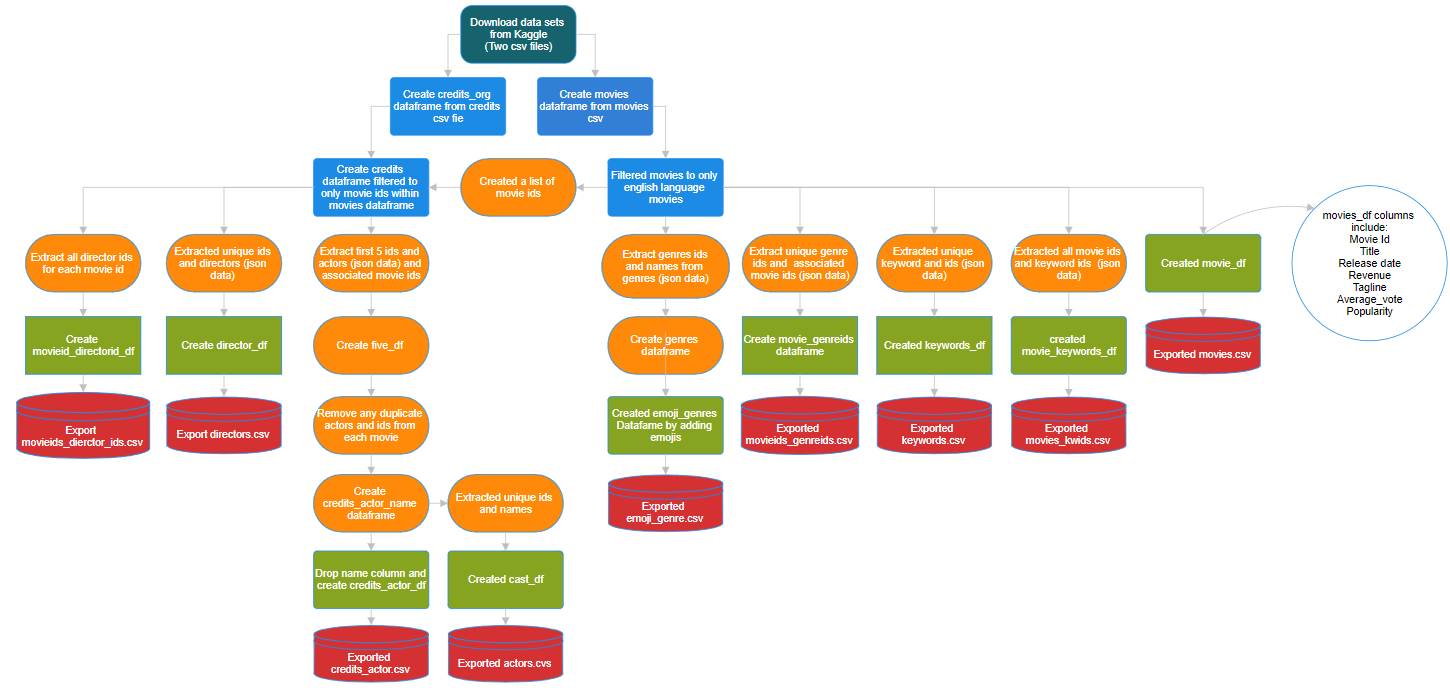 Download data sets
from Kaggle
(Two csv files)
Create credits_org
dataframe from credits
csv fie
Create movies
dataframe from movies
csv
Create credits
dataframe filtered to
only movie ids within
movies dataframe
Created a list of
movie ids
Filtered movies to only
english language
movies
movies_df columns
include:
Movie Id
Title
Release date
Revenue
Tagline
Average_vote
Popularity
Extract all director ids
for each movie id
Extracted unique ids
and directors (json
data)
Extract first 5 ids and
actors (json data) and
associated movie ids
Extract genres ids
and names from
genres (json data)
Extract unique genre
ids and  associated
movie ids (json data)
Extracted unique
keyword and ids (json
data)
Extracted all movie ids
and keyword ids  (json
data)
Created movie_df
Create
movieid_directorid_df
Create director_df
Create five_df
Create genres
dataframe
Create movie_genreids
dataframe
Created keywords_df
created
movie_keywords_df
Exported movies.csv
Export
movieids_dierctor_ids.csv
Export directors.csv
Remove any duplicate
actors and ids from
each movie
Created emoji_genres
Datafame by adding
emojis
Exported
movieids_genreids.csv
Exported
keywords.csv
Exported
movies_kwids.csv
Create
credits_actor_name
dataframe
Extracted unique ids
and names
Exported
emoji_genre.csv
Drop name column and
create credits_actor_df
Created cast_df
Exported
credits_actor.csv
Exported actors.cvs